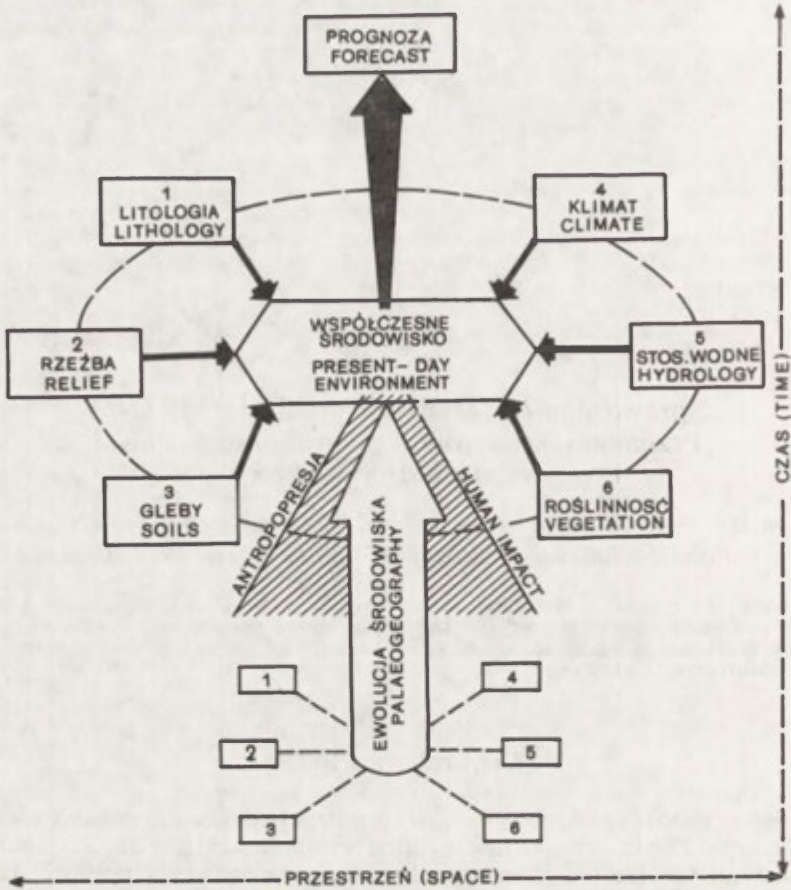 PROGNOZA
FORECAST
1
LITOLOGIA
LITHOLOGY
4
KLIMAT
CLIMATE
WSPÓŁCZESNE
ŚRODOWISKO
PRESENT-DAY
ENVIRONMENT
2
RZEŹBA
RELIEF
5
STOS.WODNE
HYDROLOGY
3
GLEBY
SOILS
6
ROŚLINNOŚĆ
VEGETATION
ANTROPOPRESJA
HUMAN IMPACT
EWOLUCJA ŚRODOWISKA
PALAEOGEOGRAPHY
1
4
2
5
3
6
CZAS (TIME)
PRZESTRZEŃ (SPACE)